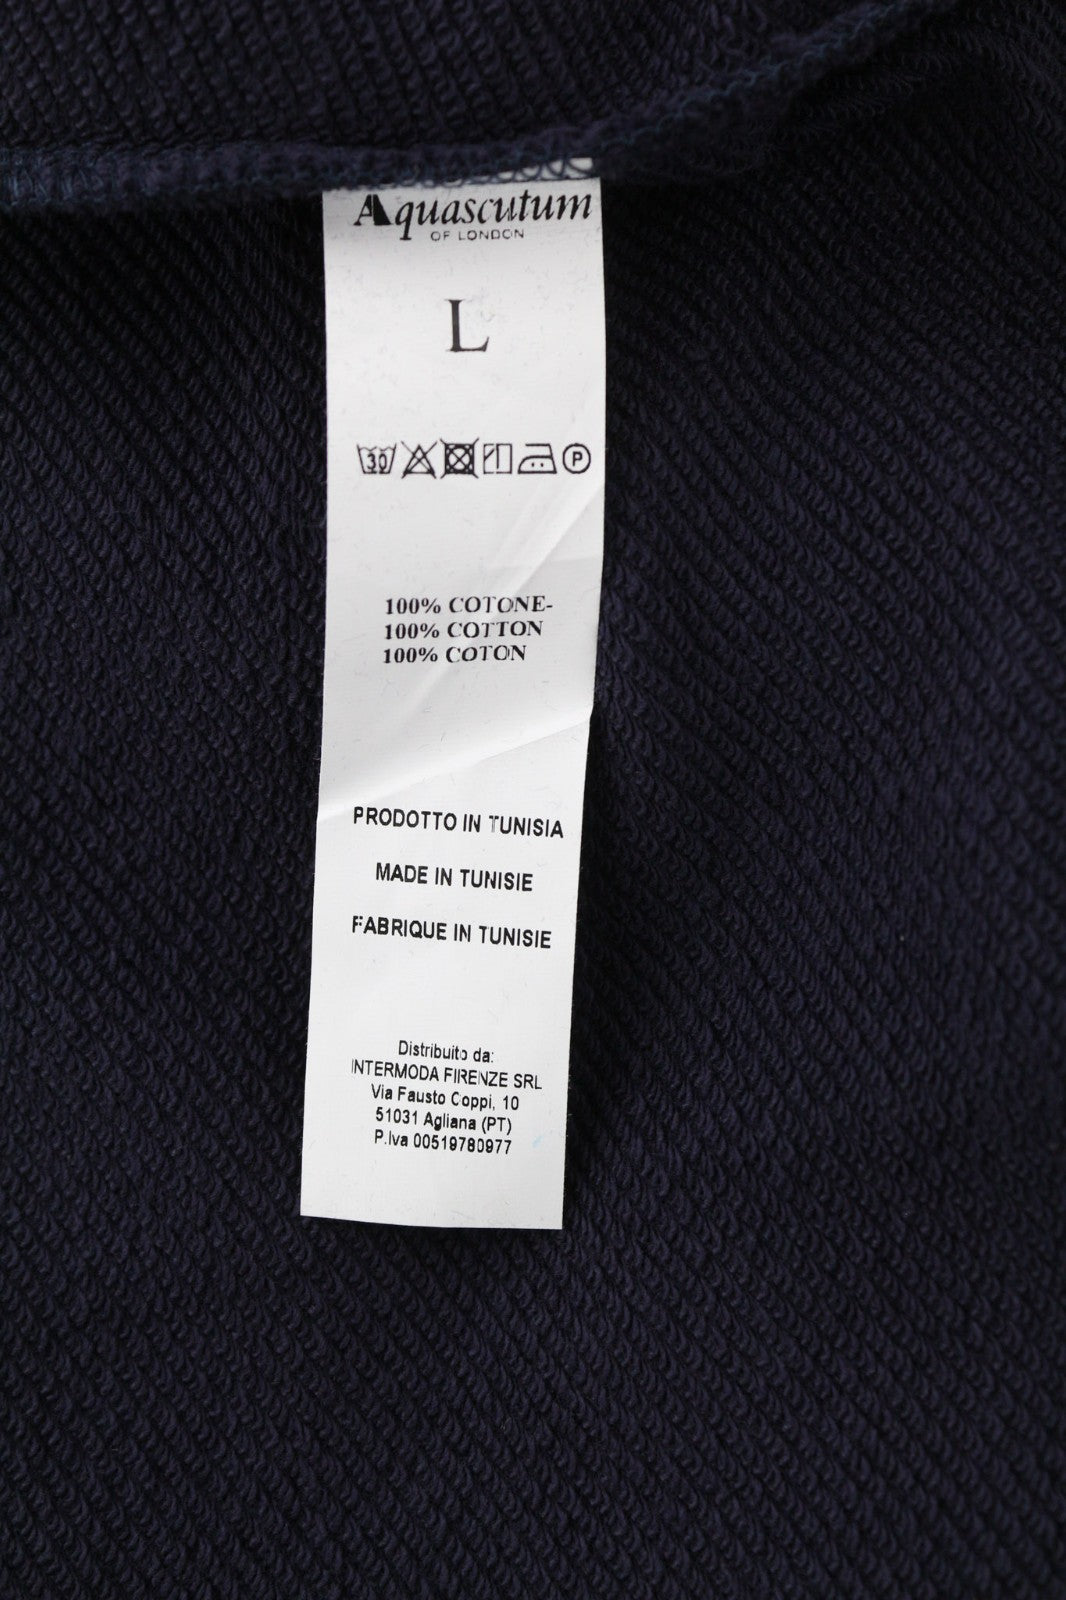 Aquascutum
OF LONDON
L
30 P
100% COTONE-
100% COTTON
100% COTON
PRODOTTO IN TUNISIA
MADE IN TUNISIE
FABRIQUE IN TUNISIE
Distribuito da:
INTERMODA FIRENZE SRL
Via Fausto Coppi, 10
51031 Agliana (PT)
P.Iva 00519780977